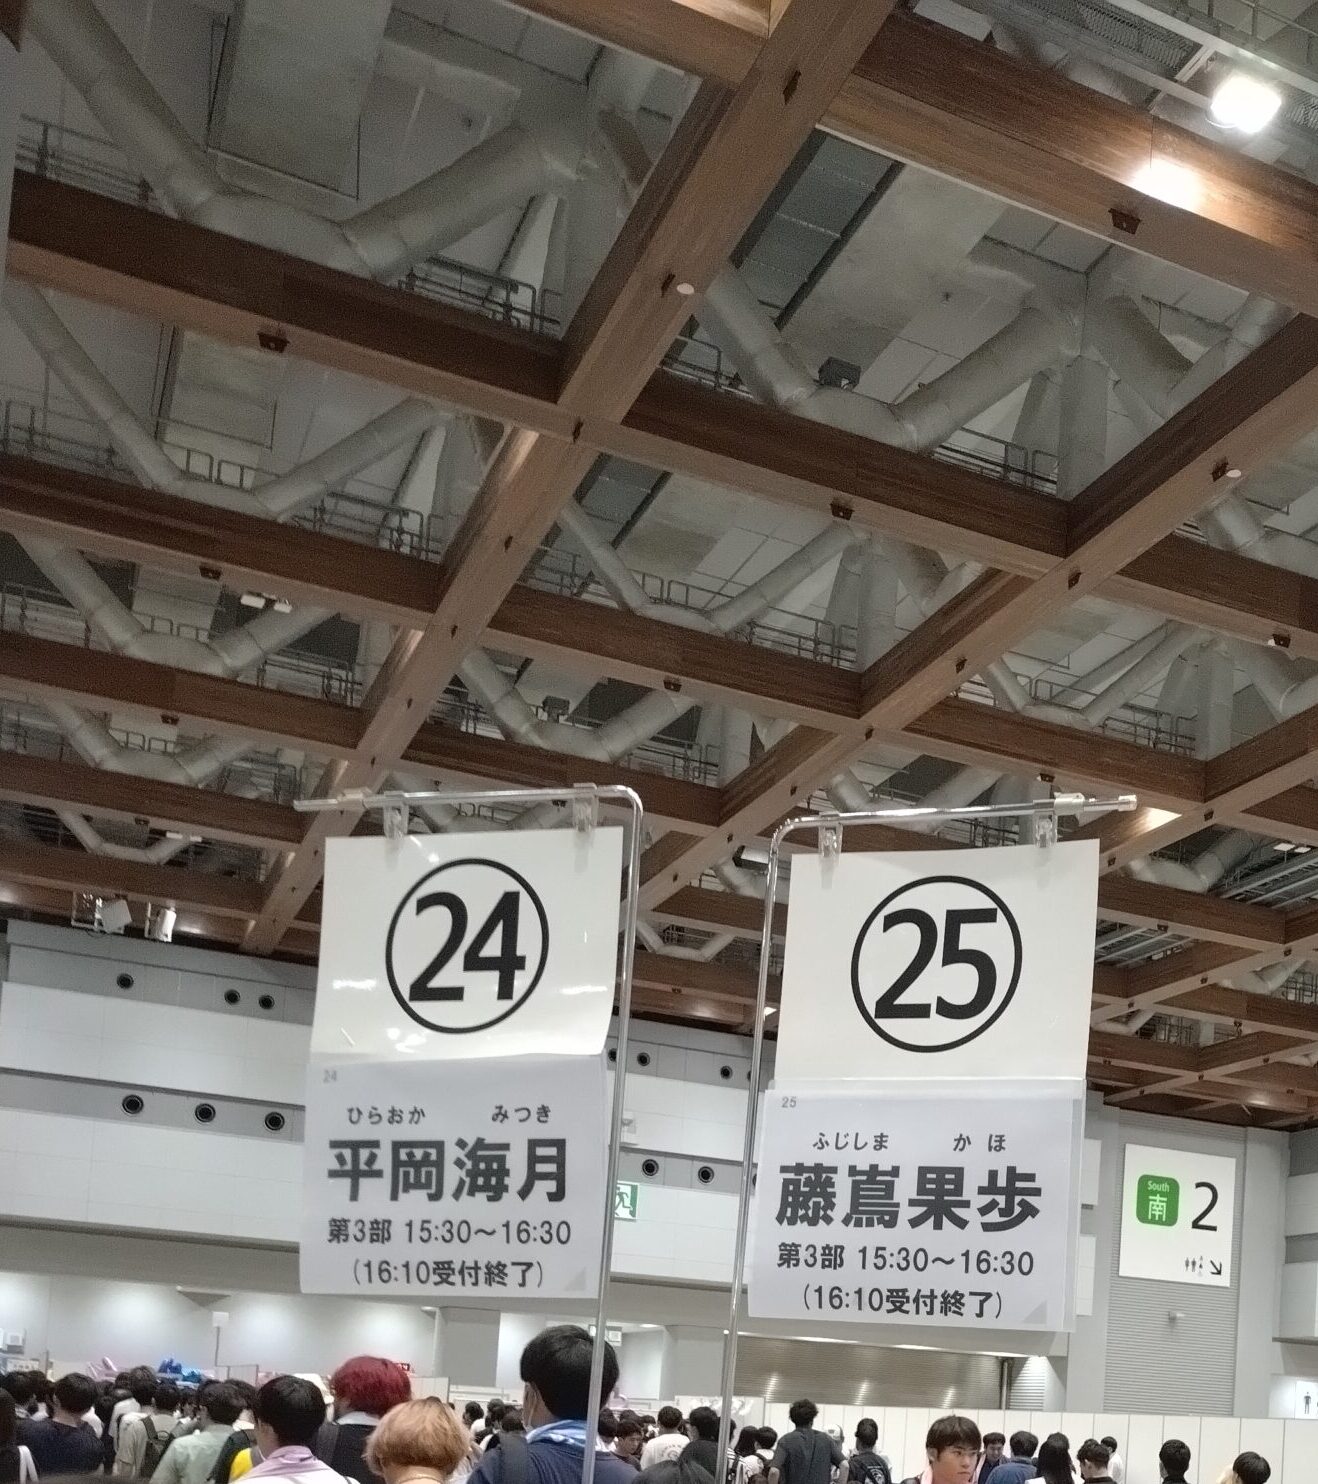 24
24
ひらおか みつき
平岡海月
第3部 15:30～16:30
(16:10受付終了)
25
25
ふじしま かほ
藤嶌果歩
第3部 15:30～16:30
(16:10受付終了)
South
南 2